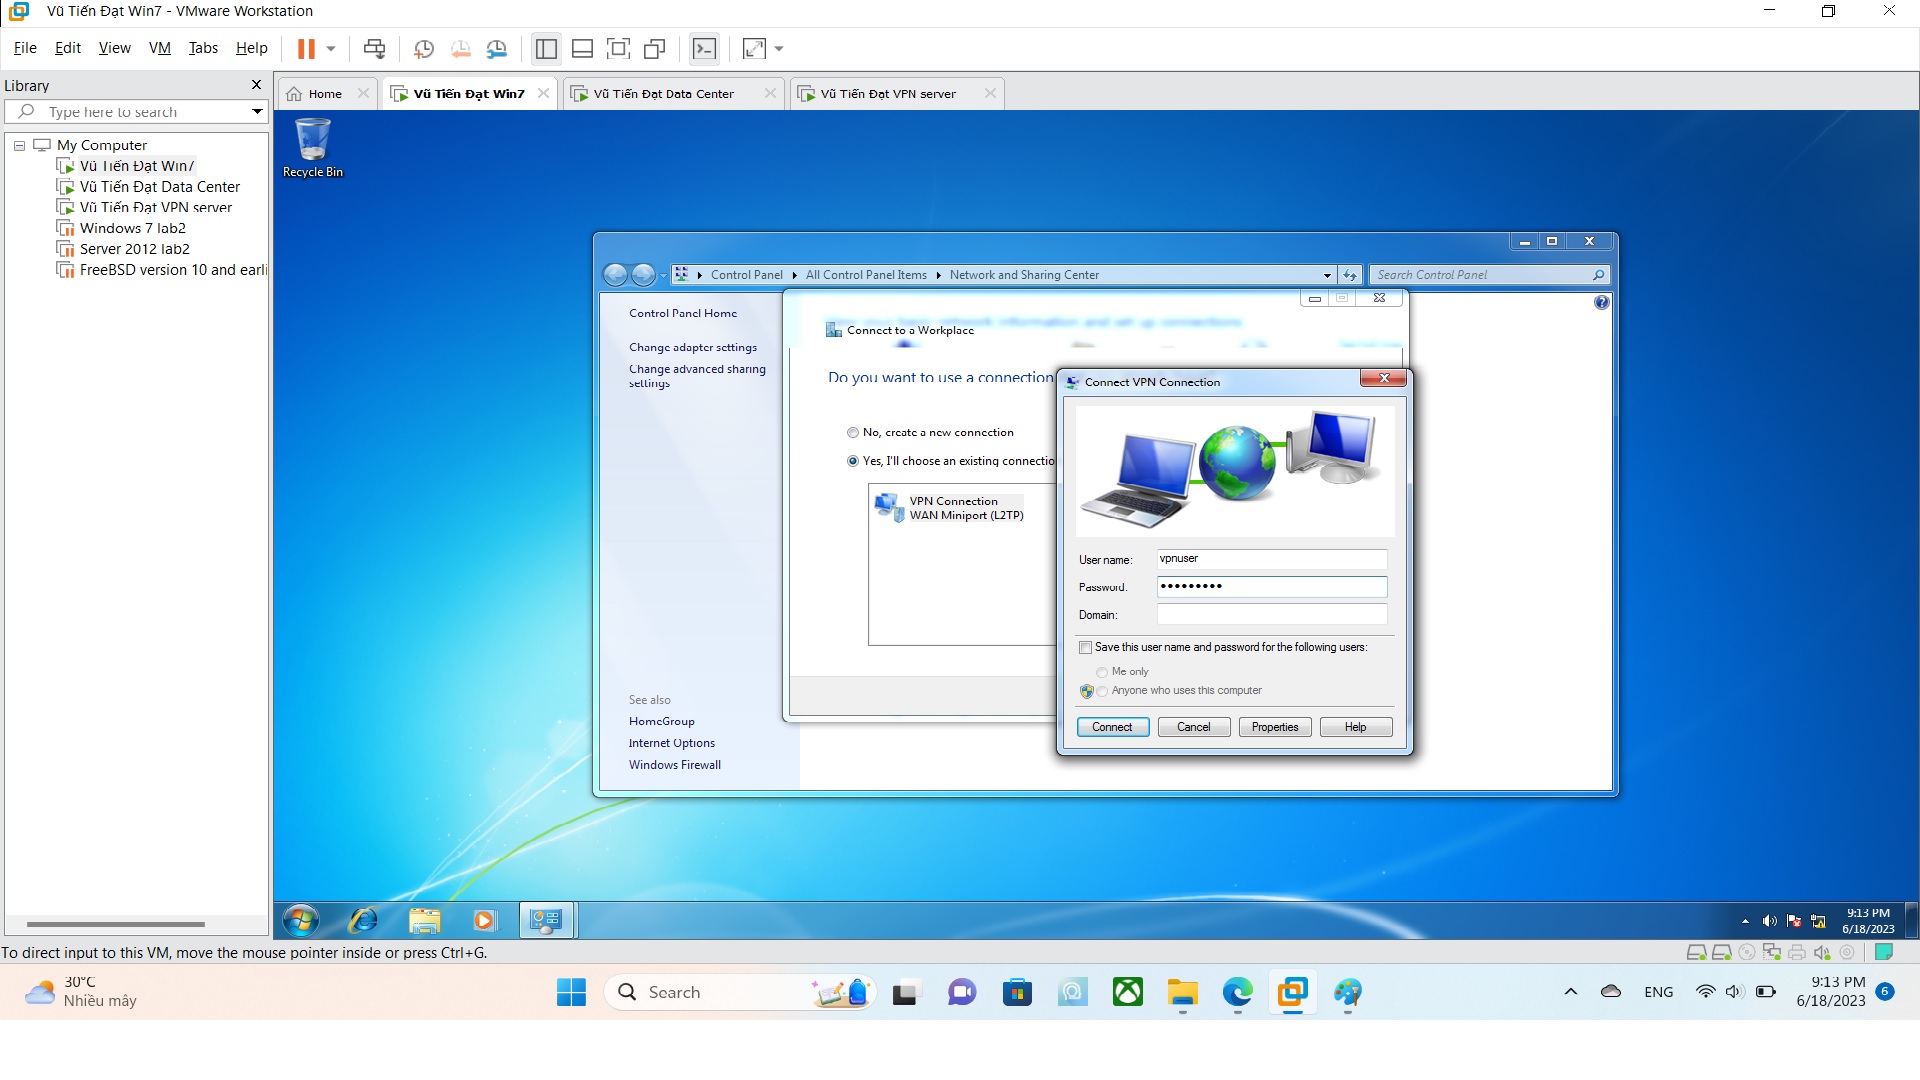 Vũ Tiến Đạt Win7 - VMware Workstation
File Edit View VM Tabs Help
Library
Type here to search
My Computer
Vũ Tiến Đạt Win7
Vũ Tiến Đạt Data Center
Vũ Tiến Đạt VPN server
Windows 7 lab2
Server 2012 lab2
FreeBSD version 10 and earli
Home
Vũ Tiến Đạt Win7
Vũ Tiến Đạt Data Center
Vũ Tiến Đạt VPN server
Recycle Bin
Control Panel All Control Panel Items Network and Sharing Center
Search Control Panel
Control Panel Home
Change adapter settings
Change advanced sharing
settings
See also
HomeGroup
Internet Options
Windows Firewall
View your basic network information and set up connections
Connect to a Workplace
Do you want to use a connection
No, create a new connection
Yes, I'll choose an existing connectio
VPN Connection
WAN Miniport (L2TP)
Connect VPN Connection
User name: vpnuser
Password: •••••••••
Domain:
Save this user name and password for the following users:
Me only
Anyone who uses this computer
Connect Cancel Properties Help
9:13 PM
6/18/2023
To direct input to this VM, move the mouse pointer inside or press Ctrl+G.
30°C
Nhiều mây
Search
ENG
9:13 PM
6/18/2023
6